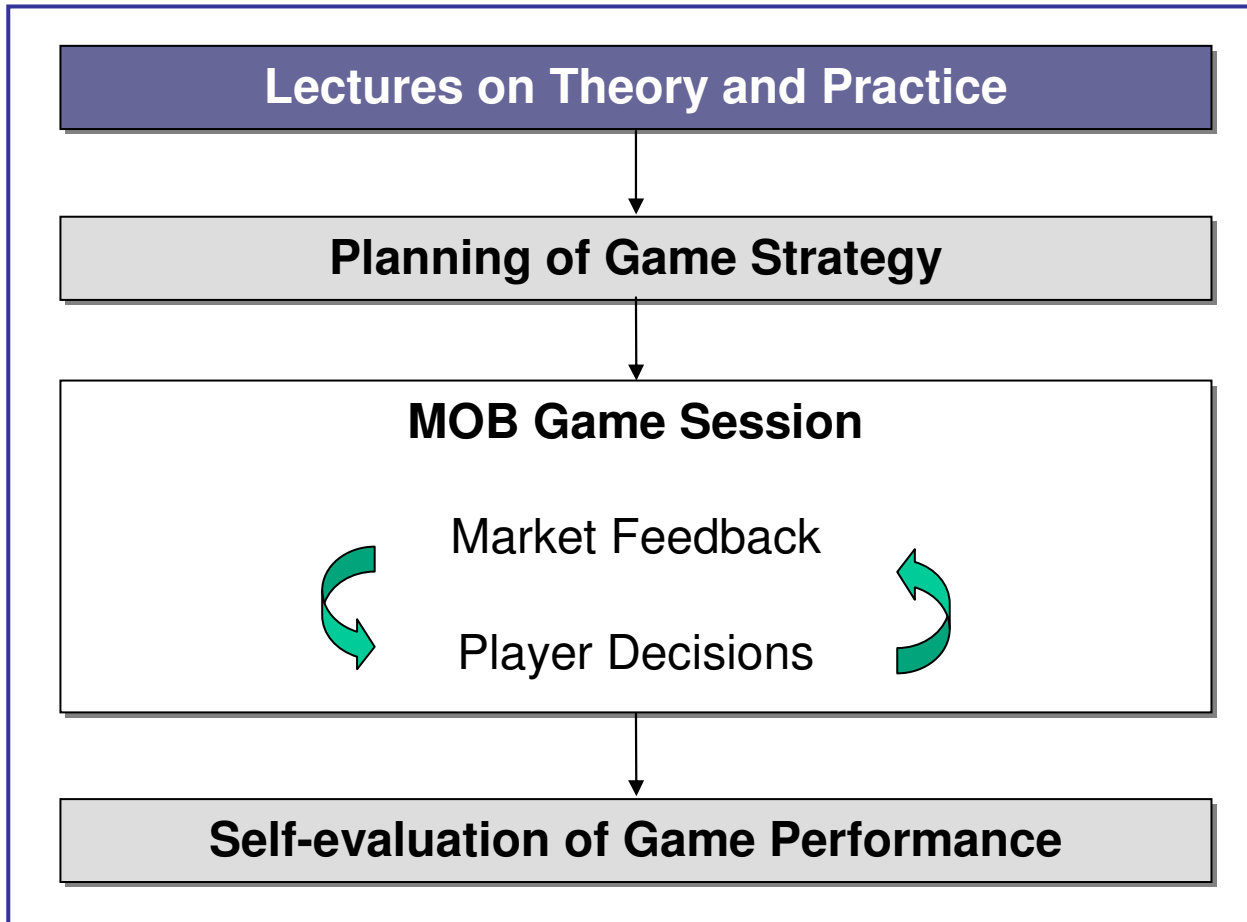 Lectures on Theory and Practice
Planning of Game Strategy
MOB Game Session
Market Feedback
Player Decisions
Self-evaluation of Game Performance